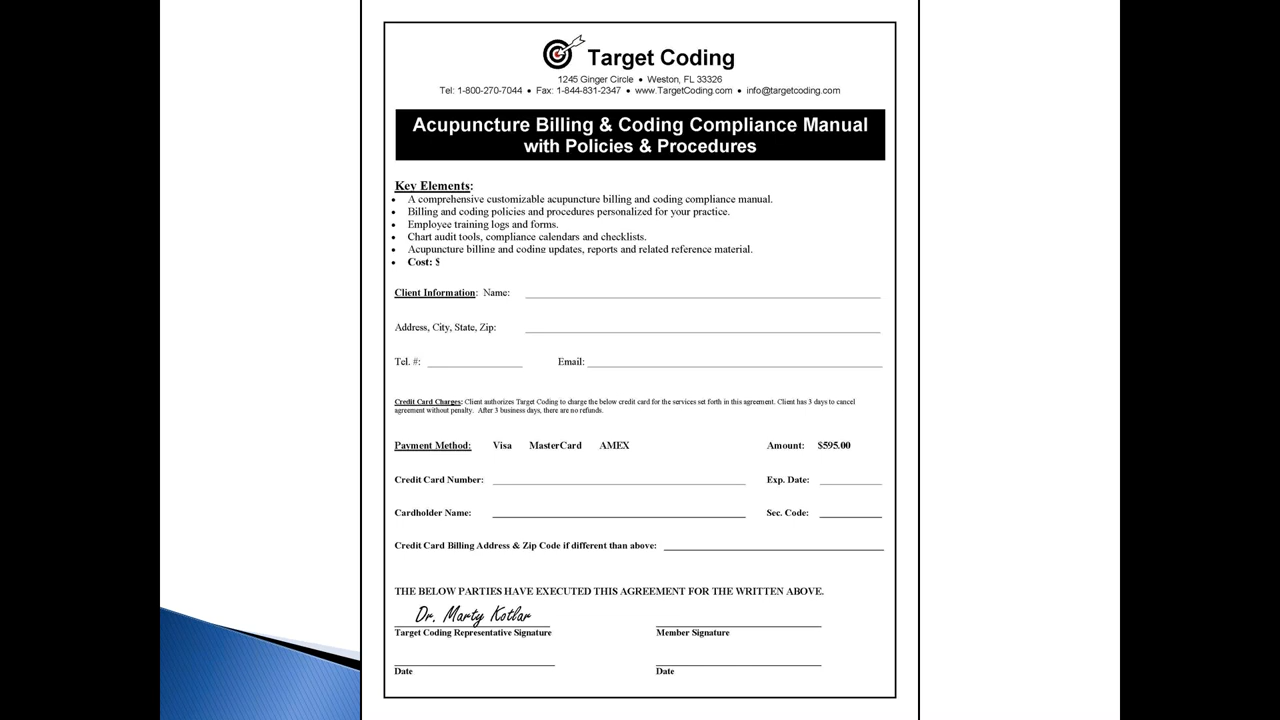 Target Coding
1245 Ginger Circle • Weston, FL 33326
Tel: 1-800-270-7044 • Fax: 1-844-831-2347 • www.TargetCoding.com • info@targetcoding.com
Acupuncture Billing & Coding Compliance Manual
with Policies & Procedures
Key Elements:
• A comprehensive customizable acupuncture billing and coding compliance manual.
• Billing and coding policies and procedures personalized for your practice.
• Employee training logs and forms.
• Chart audit tools, compliance calendars and checklists.
• Acupuncture billing and coding updates, reports and related reference material.
• Cost: $
Client Information: Name:
Address, City, State, Zip:
Tel. #: Email:
Credit Card Charges: Client authorizes Target Coding to charge the below credit card for the services set forth in this agreement. Client has 3 days to cancel
agreement without penalty. After 3 business days, there are no refunds.
Payment Method: Visa MasterCard AMEX Amount: $595.00
Credit Card Number: Exp. Date:
Cardholder Name: Sec. Code:
Credit Card Billing Address & Zip Code if different than above:
THE BELOW PARTIES HAVE EXECUTED THIS AGREEMENT FOR THE WRITTEN ABOVE.
Dr. Marty Kotlar
Target Coding Representative Signature Member Signature
Date Date